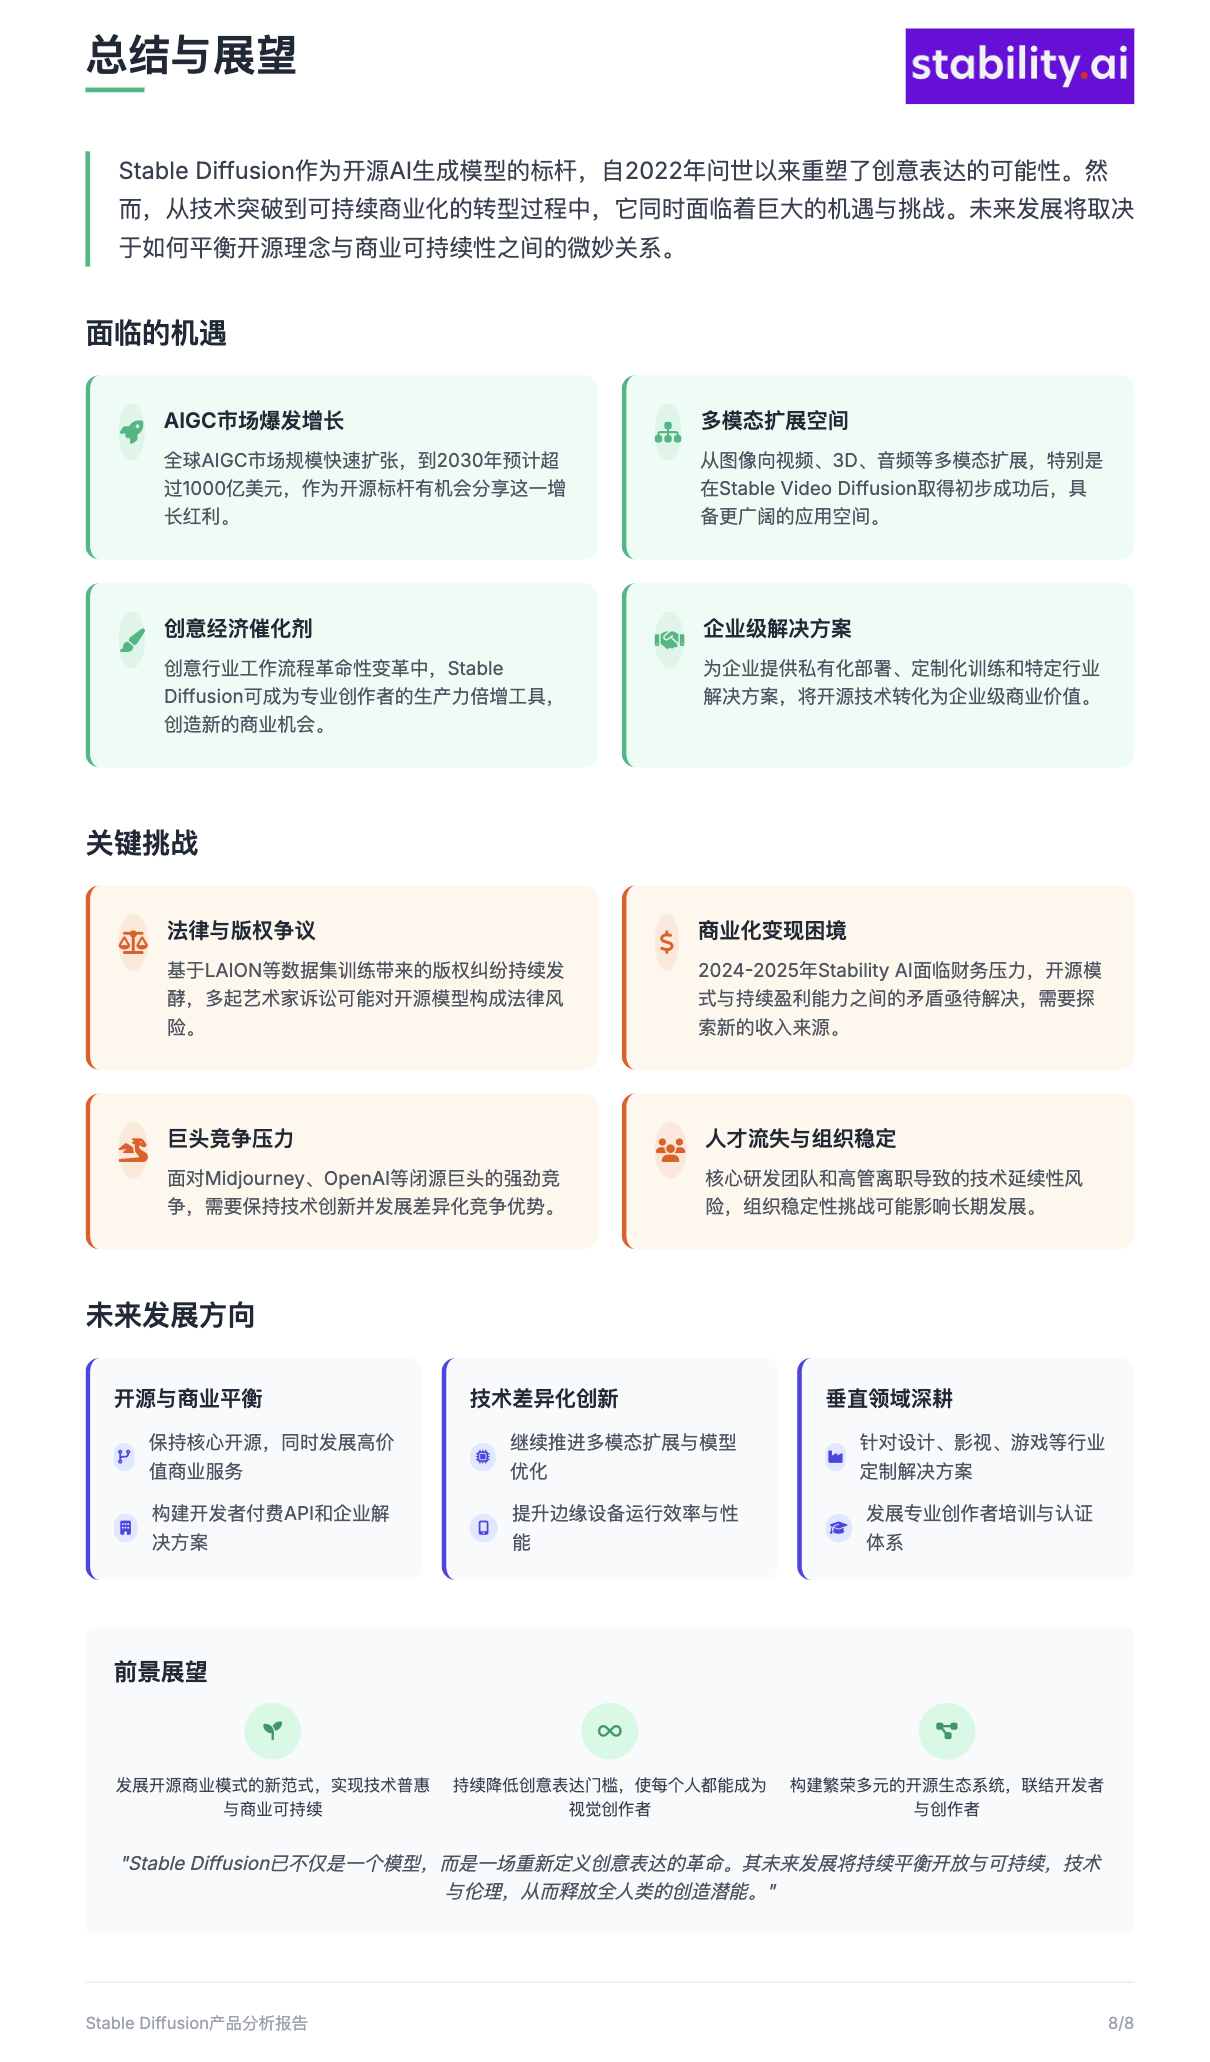 总结与展望
stability.ai
Stable Diffusion作为开源AI生成模型的标杆，自2022年问世以来重塑了创意表达的可能性。然
而，从技术突破到可持续商业化的转型过程中，它同时面临着巨大的机遇与挑战。未来发展将取决
于如何平衡开源理念与商业可持续性之间的微妙关系。
面临的机遇
AIGC市场爆发增长
全球AIGC市场规模快速扩张，到2030年预计超
过1000亿美元，作为开源标杆有机会分享这一增
长红利。
多模态扩展空间
从图像向视频、3D、音频等多模态扩展，特别是
在Stable Video Diffusion取得初步成功后，具
备更广阔的应用空间。
创意经济催化剂
创意行业工作流程革命性变革中，Stable
Diffusion可成为专业创作者的生产力倍增工具，
创造新的商业机会。
企业级解决方案
为企业提供私有化部署、定制化训练和特定行业
解决方案，将开源技术转化为企业级商业价值。
关键挑战
法律与版权争议
基于LAION等数据集训练带来的版权纠纷持续发
酵，多起艺术家诉讼可能对开源模型构成法律风
险。
商业化变现困境
2024-2025年Stability AI面临财务压力，开源模
式与持续盈利能力之间的矛盾亟待解决，需要探
索新的收入来源。
巨头竞争压力
面对Midjourney、OpenAI等闭源巨头的强劲竞
争，需要保持技术创新并发展差异化竞争优势。
人才流失与组织稳定
核心研发团队和高管离职导致的技术延续性风
险，组织稳定性挑战可能影响长期发展。
未来发展方向
开源与商业平衡
保持核心开源，同时发展高价
值商业服务
构建开发者付费API和企业解
决方案
技术差异化创新
继续推进多模态扩展与模型
优化
提升边缘设备运行效率与性
能
垂直领域深耕
针对设计、影视、游戏等行业
定制解决方案
发展专业创作者培训与认证
体系
前景展望
发展开源商业模式的新范式，实现技术普惠
与商业可持续
持续降低创意表达门槛，使每个人都能成为
视觉创作者
构建繁荣多元的开源生态系统，联结开发者
与创作者
"Stable Diffusion已不仅是一个模型，而是一场重新定义创意表达的革命。其未来发展将持续平衡开放与可持续，技术
与伦理，从而释放全人类的创造潜能。"
Stable Diffusion产品分析报告
8/8